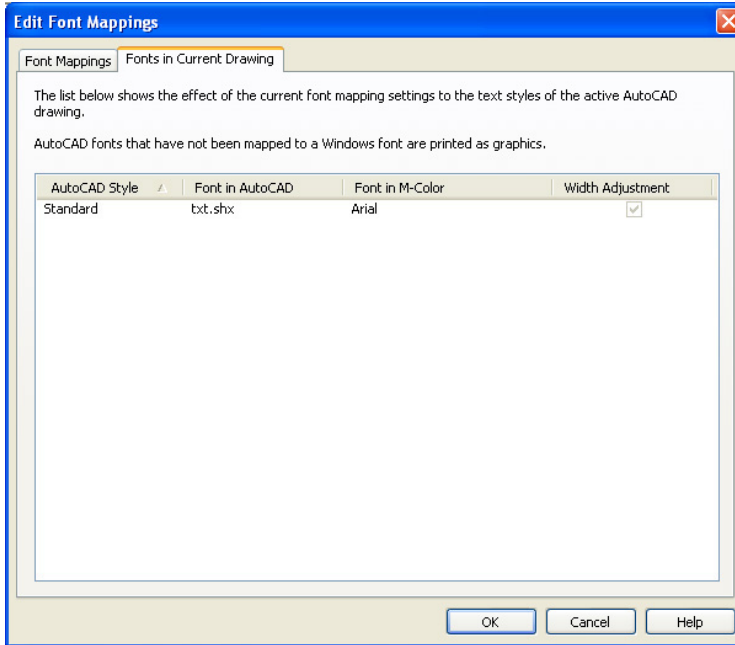 Edit Font Mappings
Font Mappings Fonts in Current Drawing
The list below shows the effect of the current font mapping settings to the text styles of the active AutoCAD
drawing.
AutoCAD fonts that have not been mapped to a Windows font are printed as graphics.
AutoCAD Style Font in AutoCAD Font in M-Color Width Adjustment
Standard txt.shx Arial
OK Cancel Help